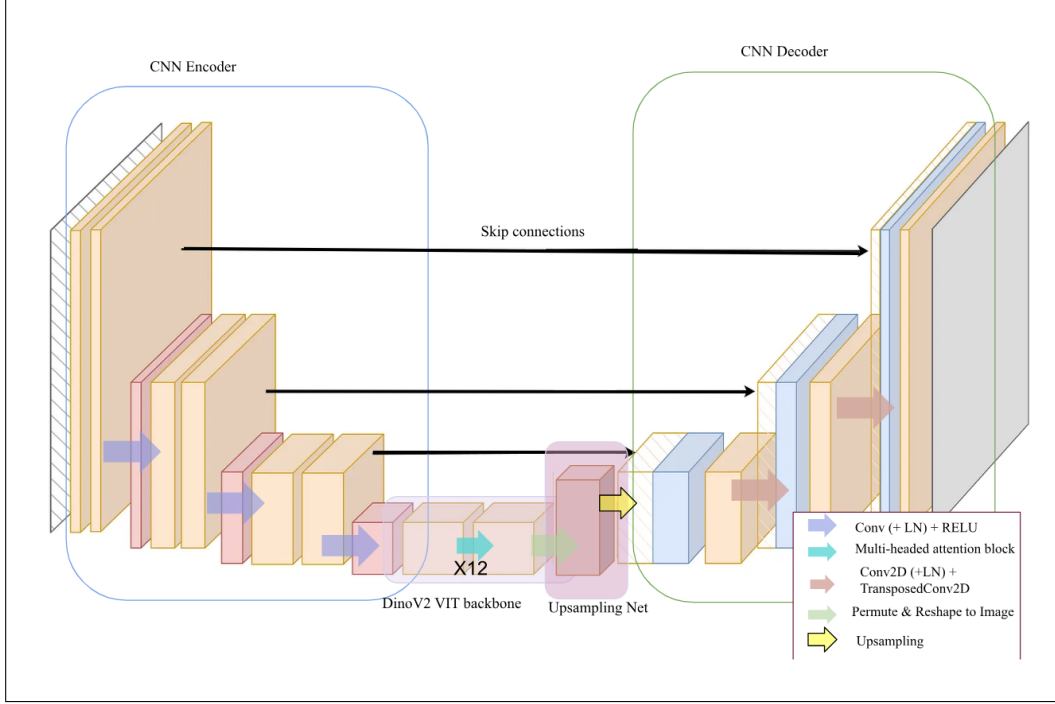 CNN Encoder
CNN Decoder
Skip connections
X12
DinoV2 VIT backbone
Upsampling Net
Conv (+ LN) + RELU
Multi-headed attention block
Conv2D (+LN) +
TransposedConv2D
Permute & Reshape to Image
Upsampling